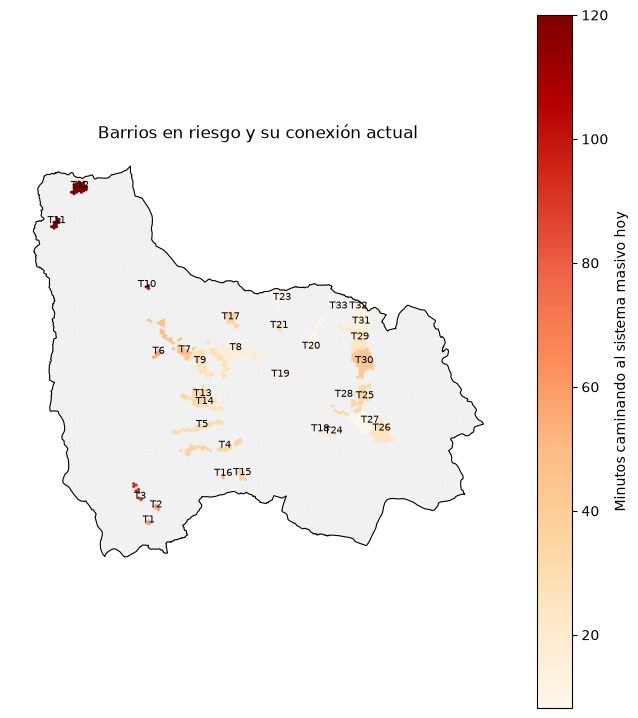 Barrios en riesgo y su conexión actual
T11
T10
T23
T33
T32
T17
T21
T31
T29
T6
T7
T8
T20
T9
T30
T19
T13
T28
T25
T14
T5
T27
T18
T24
T26
T4
T16
T15
T3
T2
T1
120
100
80
60
40
20
Minutos caminando al sistema masivo hoy